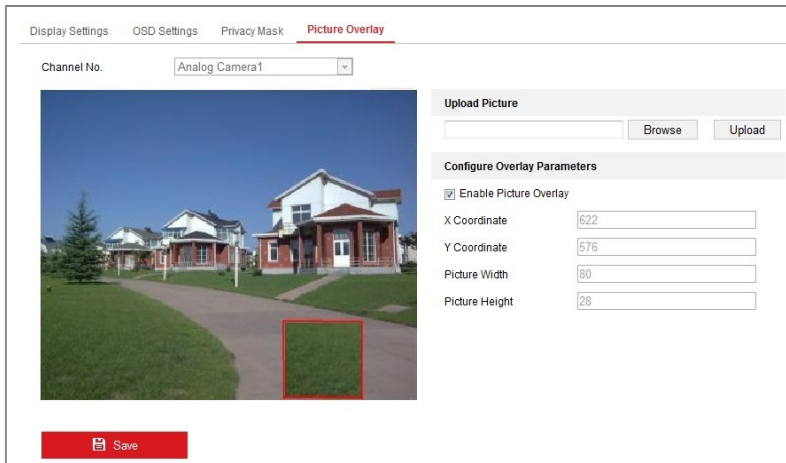 Display Settings OSD Settings Privacy Mask Picture Overlay
Channel No. Analog Camera1
Upload Picture
Browse Upload
Configure Overlay Parameters
Enable Picture Overlay
X Coordinate 622
Y Coordinate 576
Picture Width 80
Picture Height 28
Save